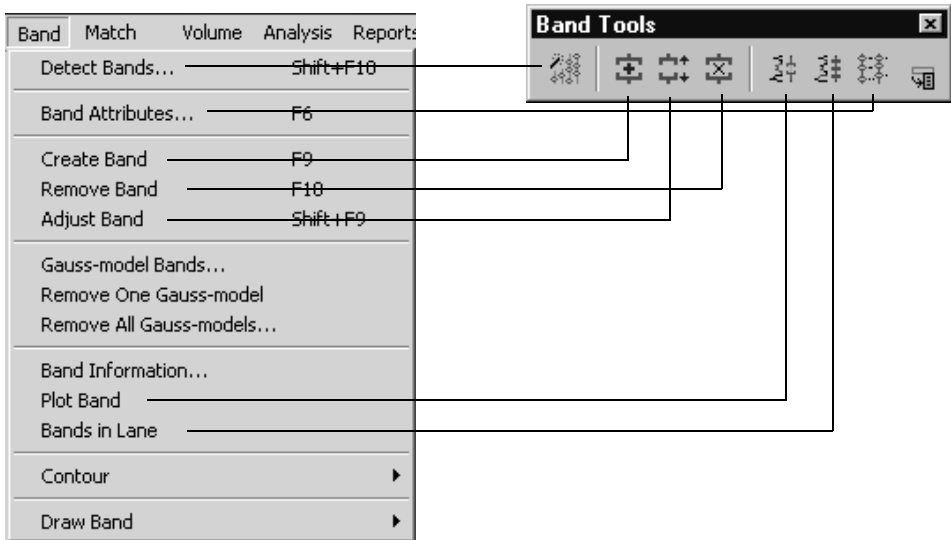 Band Match Volume Analysis Reports
Detect Bands... Shift+F10
Band Attributes... F6
Create Band F9
Remove Band F10
Adjust Band Shift+F9
Gauss-model Bands...
Remove One Gauss-model
Remove All Gauss-models...
Band Information...
Plot Band
Bands in Lane
Contour
Draw Band
Band Tools